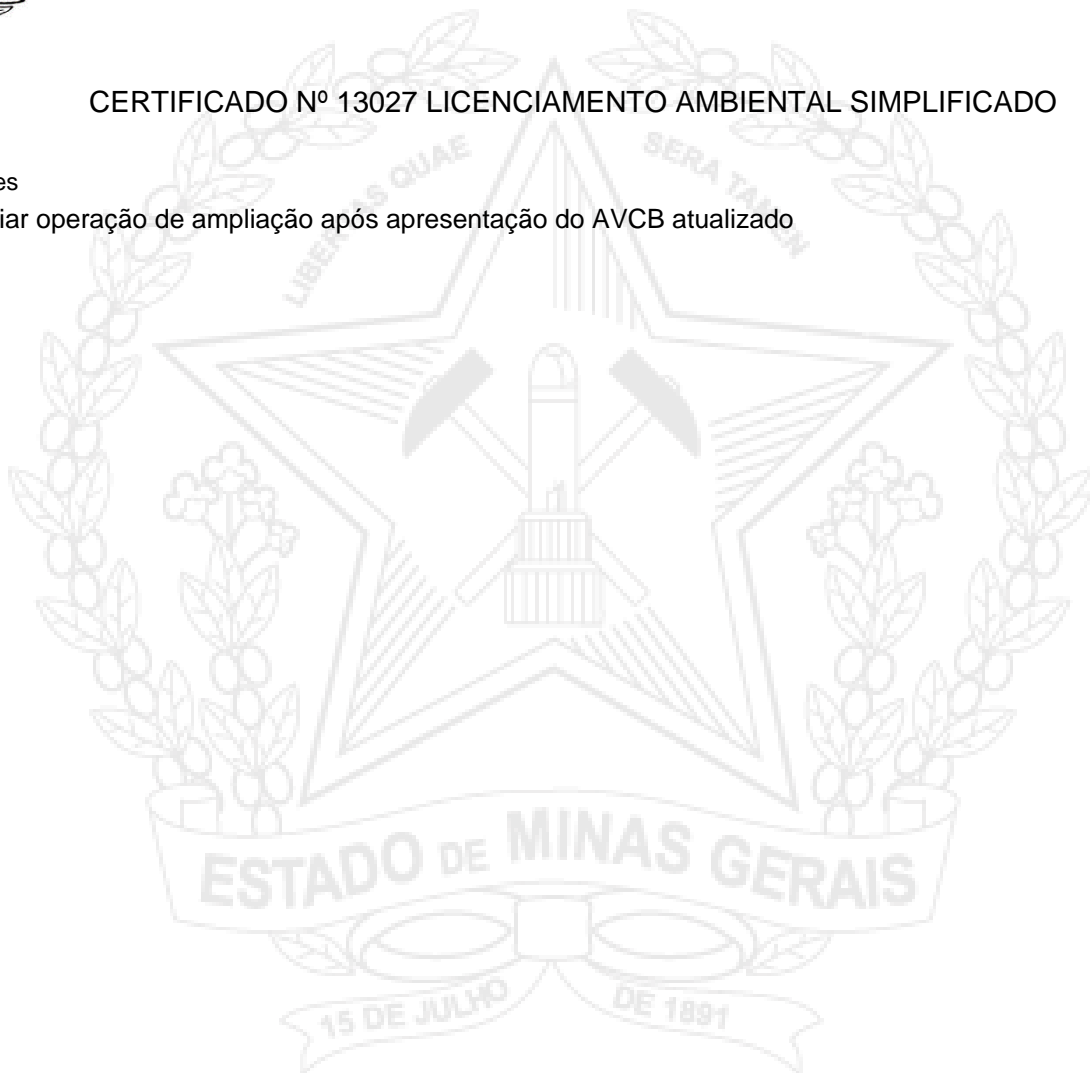 CERTIFICADO Nº 13027 LICENCIAMENTO AMBIENTAL SIMPLIFICADO
es
iar operação de ampliação após apresentação do AVCB atualizado
LIBERTAS QUAE SERA TAMEN
ESTADO DE MINAS GERAIS
15 DE JULHO DE 1891